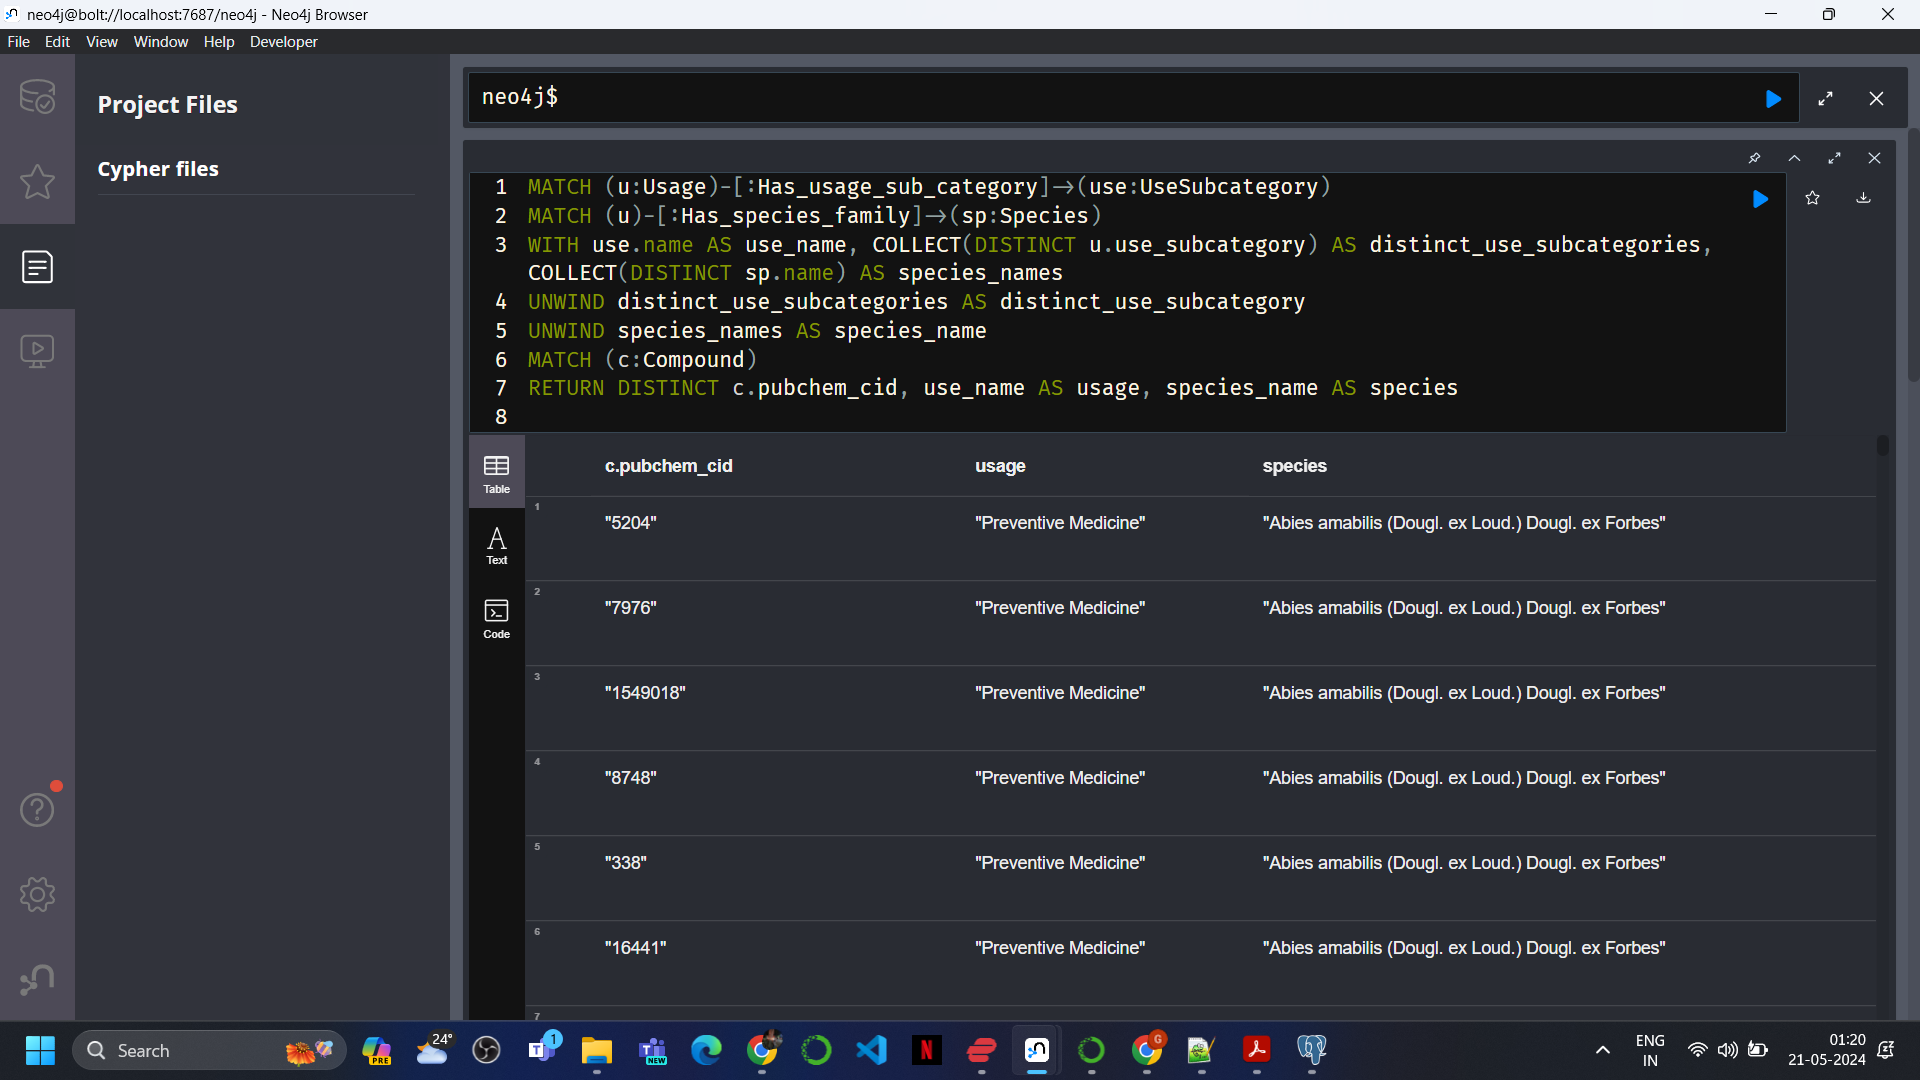 neo4j@bolt://localhost:7687/neo4j - Neo4j Browser
File Edit View Window Help Developer
Project Files
Cypher files
neo4j$
1 MATCH (u:Usage)-[:Has_usage_sub_category]->(use:UseSubcategory)
2 MATCH (u)-[:Has_species_family]->(sp:Species)
3 WITH use.name AS use_name, COLLECT(DISTINCT u.use_subcategory) AS distinct_use_subcategories,
COLLECT(DISTINCT sp.name) AS species_names
4 UNWIND distinct_use_subcategories AS distinct_use_subcategory
5 UNWIND species_names AS species_name
6 MATCH (c:Compound)
7 RETURN DISTINCT c.pubchem_cid, use_name AS usage, species_name AS species
8
Table
Text
Code
c.pubchem_cid usage species
1 "5204" "Preventive Medicine" "Abies amabilis (Dougl. ex Loud.) Dougl. ex Forbes"
2 "7976" "Preventive Medicine" "Abies amabilis (Dougl. ex Loud.) Dougl. ex Forbes"
3 "1549018" "Preventive Medicine" "Abies amabilis (Dougl. ex Loud.) Dougl. ex Forbes"
4 "8748" "Preventive Medicine" "Abies amabilis (Dougl. ex Loud.) Dougl. ex Forbes"
5 "338" "Preventive Medicine" "Abies amabilis (Dougl. ex Loud.) Dougl. ex Forbes"
6 "16441" "Preventive Medicine" "Abies amabilis (Dougl. ex Loud.) Dougl. ex Forbes"
7
Search
PRE
24°
1
NEW
N
G
ENG
IN
01:20
21-05-2024